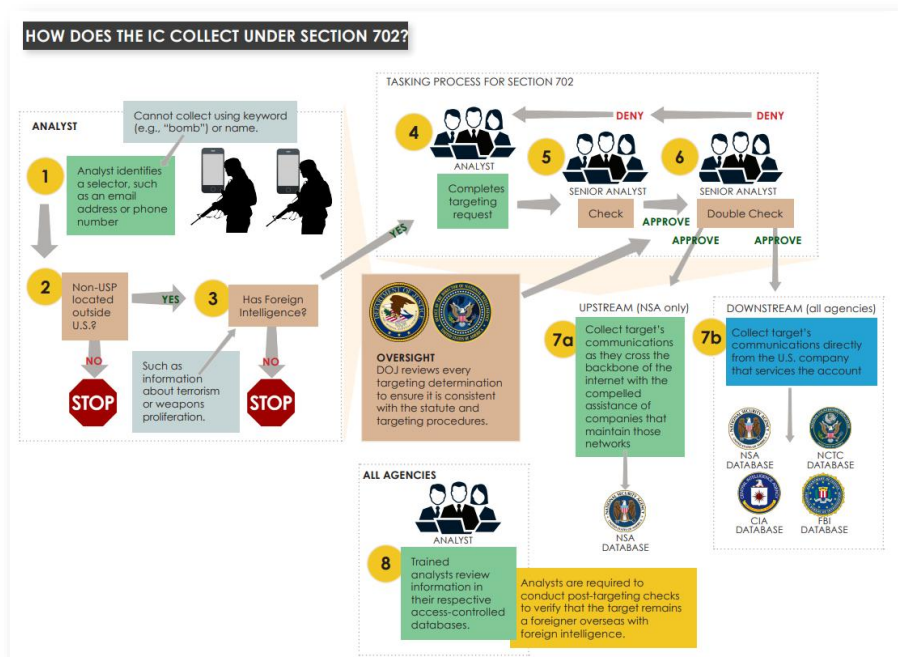 HOW DOES THE IC COLLECT UNDER SECTION 702?
ANALYST
Cannot collect using keyword
(e.g., “bomb”) or name.
1
Analyst identifies
a selector, such
as an email
address or phone
number
2
Non-USP
located
outside
U.S.?
YES
NO
STOP
3
Has Foreign
Intelligence?
YES
NO
STOP
Such as
information
about terrorism
or weapons
proliferation.
TASKING PROCESS FOR SECTION 702
4
ANALYST
Completes
targeting
request
DENY
DENY
5
SENIOR ANALYST
Check
APPROVE
6
SENIOR ANALYST
Double Check
APPROVE
APPROVE
OVERSIGHT
DOJ reviews every
targeting determination
to ensure it is consistent
with the statute and
targeting procedures.
UPSTREAM (NSA only)
7a
Collect target’s
communications
as they cross the
backbone of the
internet with the
compelled
assistance of
companies that
maintain those
networks
NSA
DATABASE
DOWNSTREAM (all agencies)
7b
Collect target’s
communications directly
from the U.S. company
that services the account
NSA
DATABASE
NCTC
DATABASE
CIA
DATABASE
FBI
DATABASE
ALL AGENCIES
ANALYST
8
Trained
analysts review
information in
their respective
access-controlled
databases.
Analysts are required to
conduct post-targeting checks
to verify that the target remains
a foreigner overseas with
foreign intelligence.